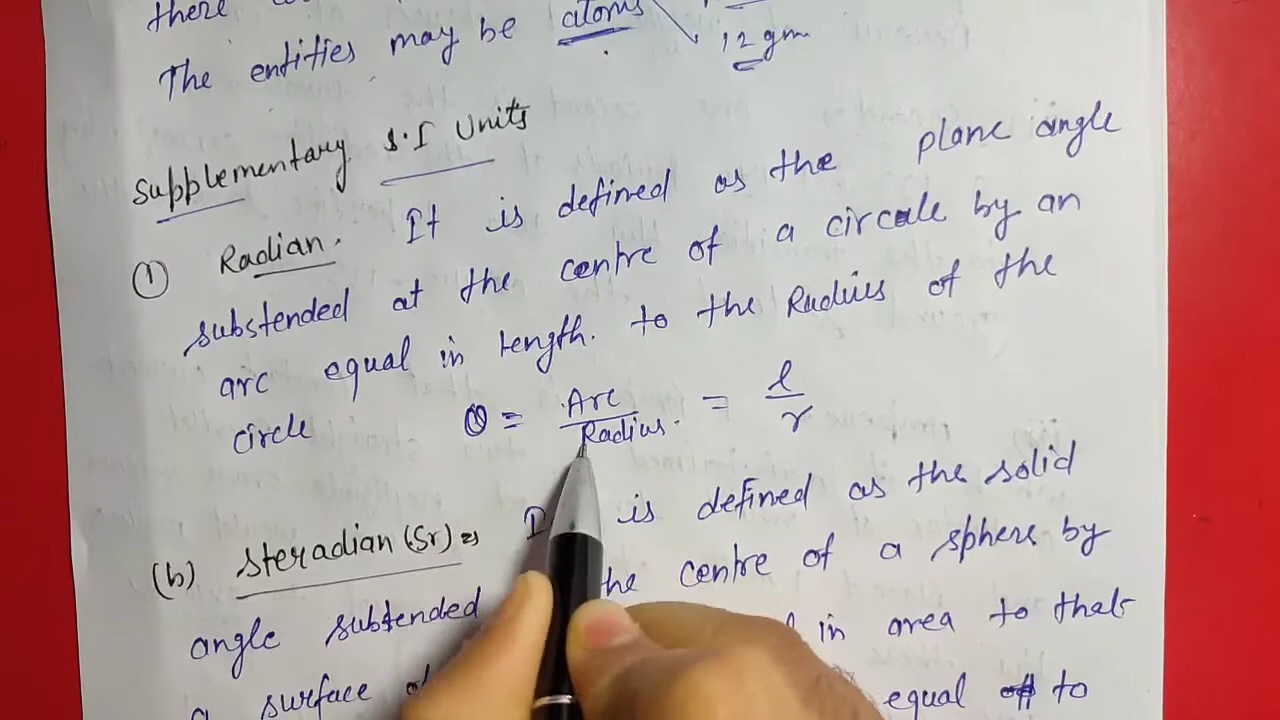 there
The entities may be atoms 12 gm
Supplementary S.I Units
① Radian. It is defined as the plane angle
substended at the centre of a circale by an
arc equal in length. to the Radius of the
circle θ = Arc/Radius = l/r
(b) Steradian (Sr) = is defined as the solid
angle subtended the centre of a sphere by
in area to that
a surface equal to